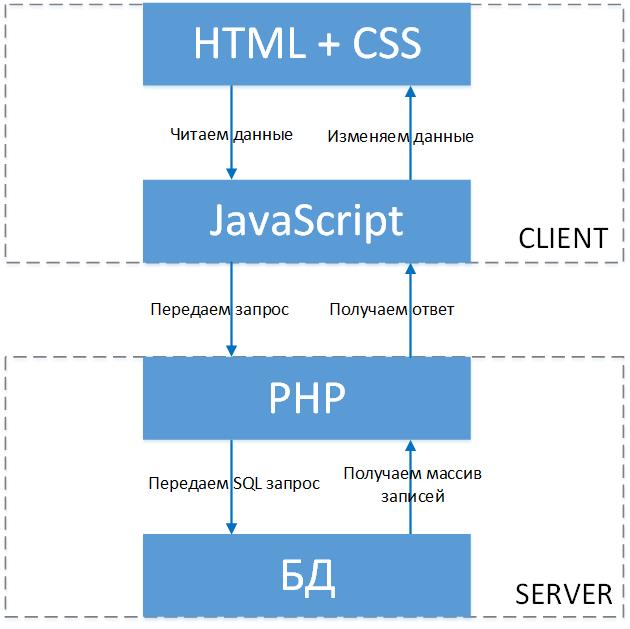 HTML + CSS
Читаем данные
Изменяем данные
JavaScript
CLIENT
Передаем запрос
Получаем ответ
PHP
Передаем SQL запрос
Получаем массив
записей
БД
SERVER